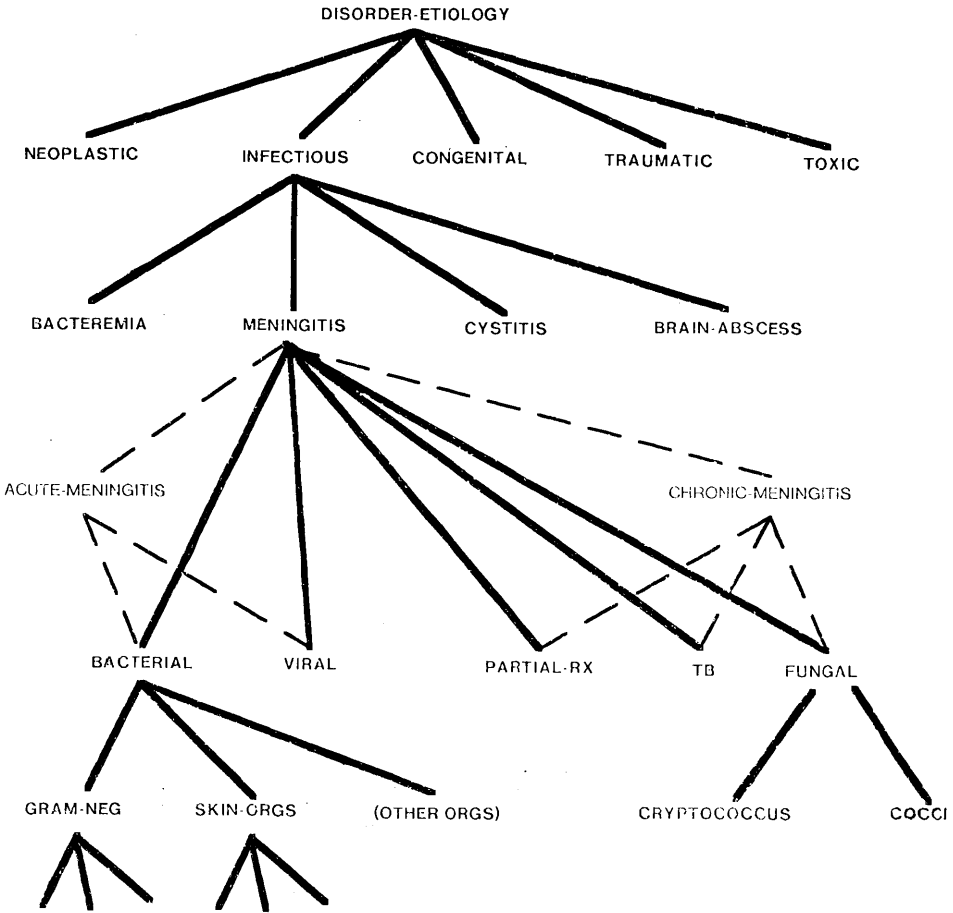 DISORDER-ETIOLOGY
NEOPLASTIC INFECTIOUS CONGENITAL TRAUMATIC TOXIC
BACTEREMIA MENINGITIS CYSTITIS BRAIN-ABSCESS
ACUTE-MENINGITIS CHRONIC-MENINGITIS
BACTERIAL VIRAL PARTIAL-RX TB FUNGAL
GRAM-NEG SKIN-ORGS (OTHER ORGS) CRYPTOCOCCUS COCCI